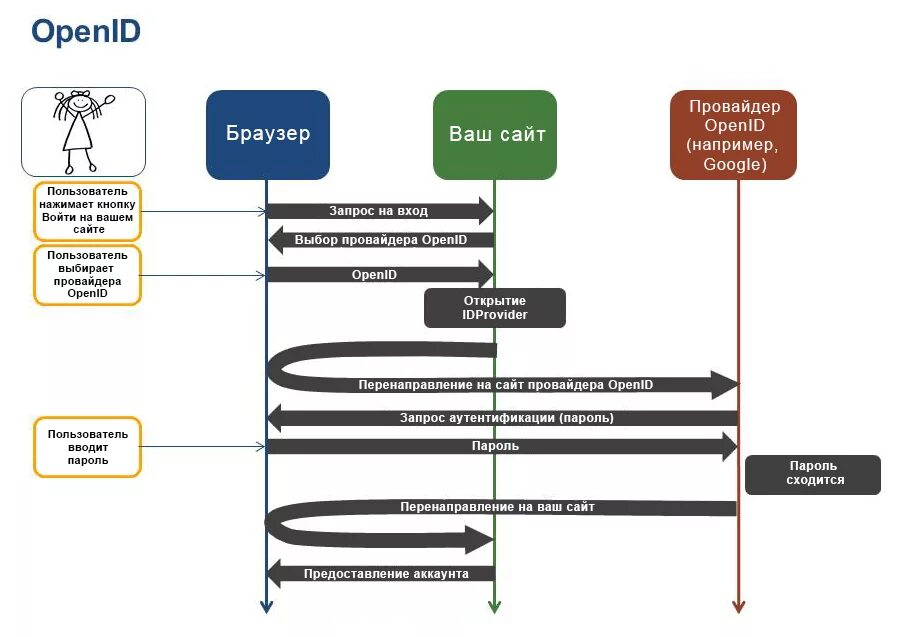 OpenID
Браузер
Ваш сайт
Провайдер
OpenID
(например,
Google)
Пользователь
нажимает кнопку
Войти на вашем
сайте
Запрос на вход
Выбор провайдера OpenID
Пользователь
выбирает
провайдера
OpenID
OpenID
Открытие
IDProvider
Перенаправление на сайт провайдера OpenID
Запрос аутентификации (пароль)
Пользователь
вводит
пароль
Пароль
Пароль
сходится
Перенаправление на ваш сайт
Предоставление аккаунта